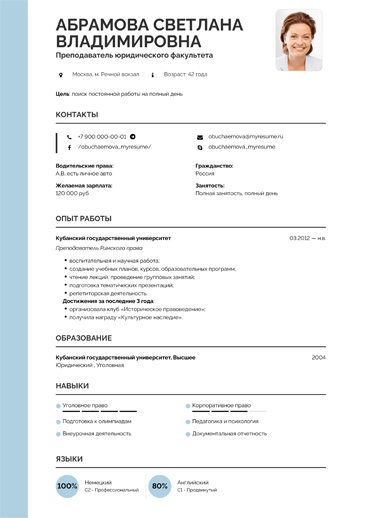 АБРАМОВА СВЕТЛАНА
ВЛАДИМИРОВНА
Преподаватель юридического факультета
Москва, м. Речной вокзал Возраст: 42 года
Цель: поиск постоянной работы на полный день
КОНТАКТЫ
+7 900 000-00-01 obuchaemova@myresume.ru
/obuchaemova_myresume/ obuchaemova_myresume
Водительские права: Гражданство:
А,В, есть личное авто Россия
Желаемая зарплата: Занятость:
120 000 руб Полная занятость, полный день
ОПЫТ РАБОТЫ
Кубанский государственный университет 03.2012 — н.в.
Преподаватель Римского права
воспитательная и научная работа;
создание учебных планов, курсов, образовательных программ;
чтение лекций, проведение групповых занятий;
подготовка тематических презентаций;
репетиторская деятельность.
Достижения за последние 3 года:
организовала клуб «Историческое правоведение»;
получила награду «Культурное наследие».
ОБРАЗОВАНИЕ
Кубанский государственный университет, Высшее 2004
Юридический , Уголовная
НАВЫКИ
Уголовное право Корпоративное право
Подготовка к олимпиадам Педагогика и психология
Внеурочная деятельность Документальная отчетность
ЯЗЫКИ
100% Немецкий 80% Английский
C2 - Профессиональный C1 - Продвинутый